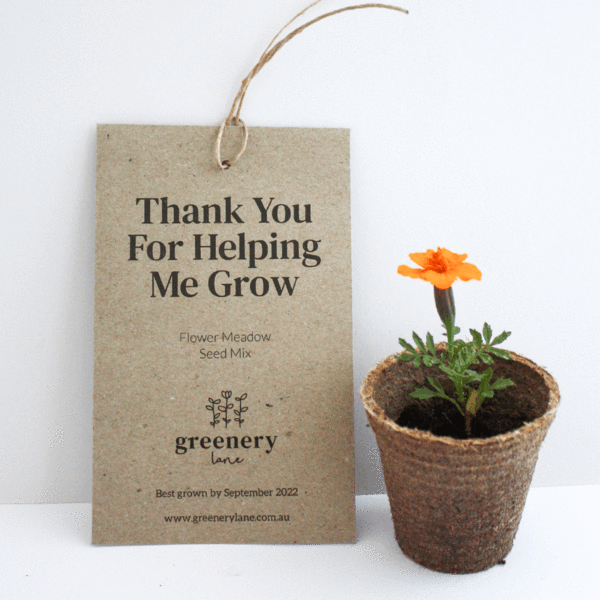 Thank You
For Helping
Me Grow
Flower Meadow
Seed Mix
greenery
lane
Best grown by September 2022
www.greenerylane.com.au